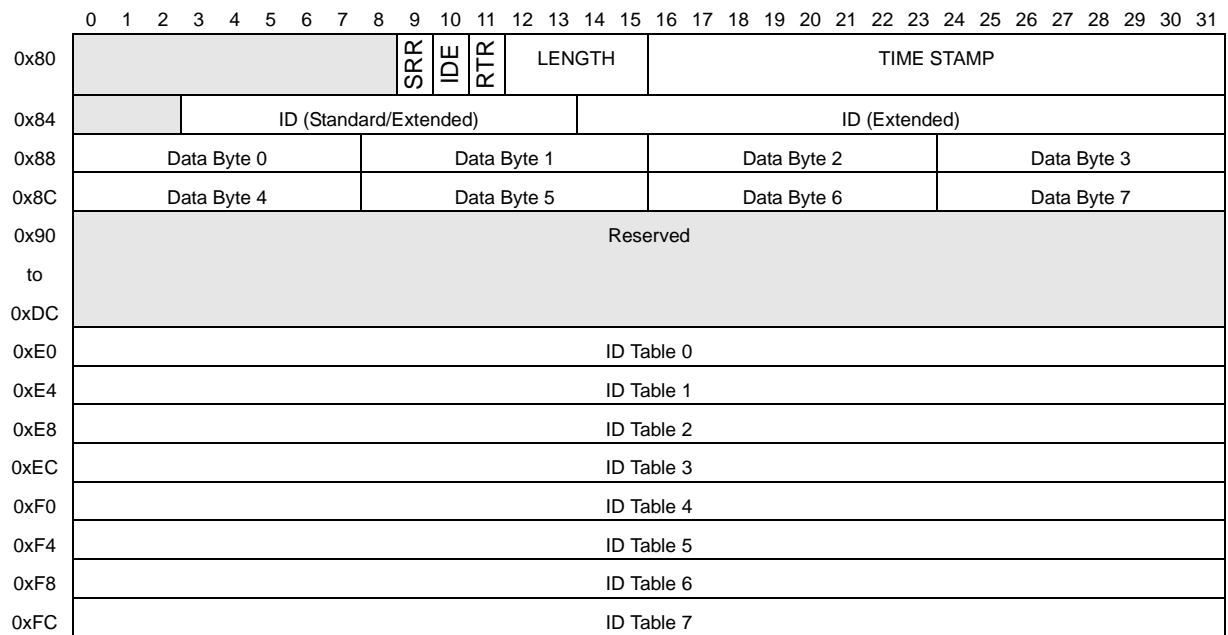 0 1 2 3 4 5 6 7 8 9 10 11 12 13 14 15 16 17 18 19 20 21 22 23 24 25 26 27 28 29 30 31
0x80 SRR IDE RTR LENGTH TIME STAMP
0x84 ID (Standard/Extended) ID (Extended)
0x88 Data Byte 0 Data Byte 1 Data Byte 2 Data Byte 3
0x8C Data Byte 4 Data Byte 5 Data Byte 6 Data Byte 7
0x90 Reserved
to
0xDC
0xE0 ID Table 0
0xE4 ID Table 1
0xE8 ID Table 2
0xEC ID Table 3
0xF0 ID Table 4
0xF4 ID Table 5
0xF8 ID Table 6
0xFC ID Table 7